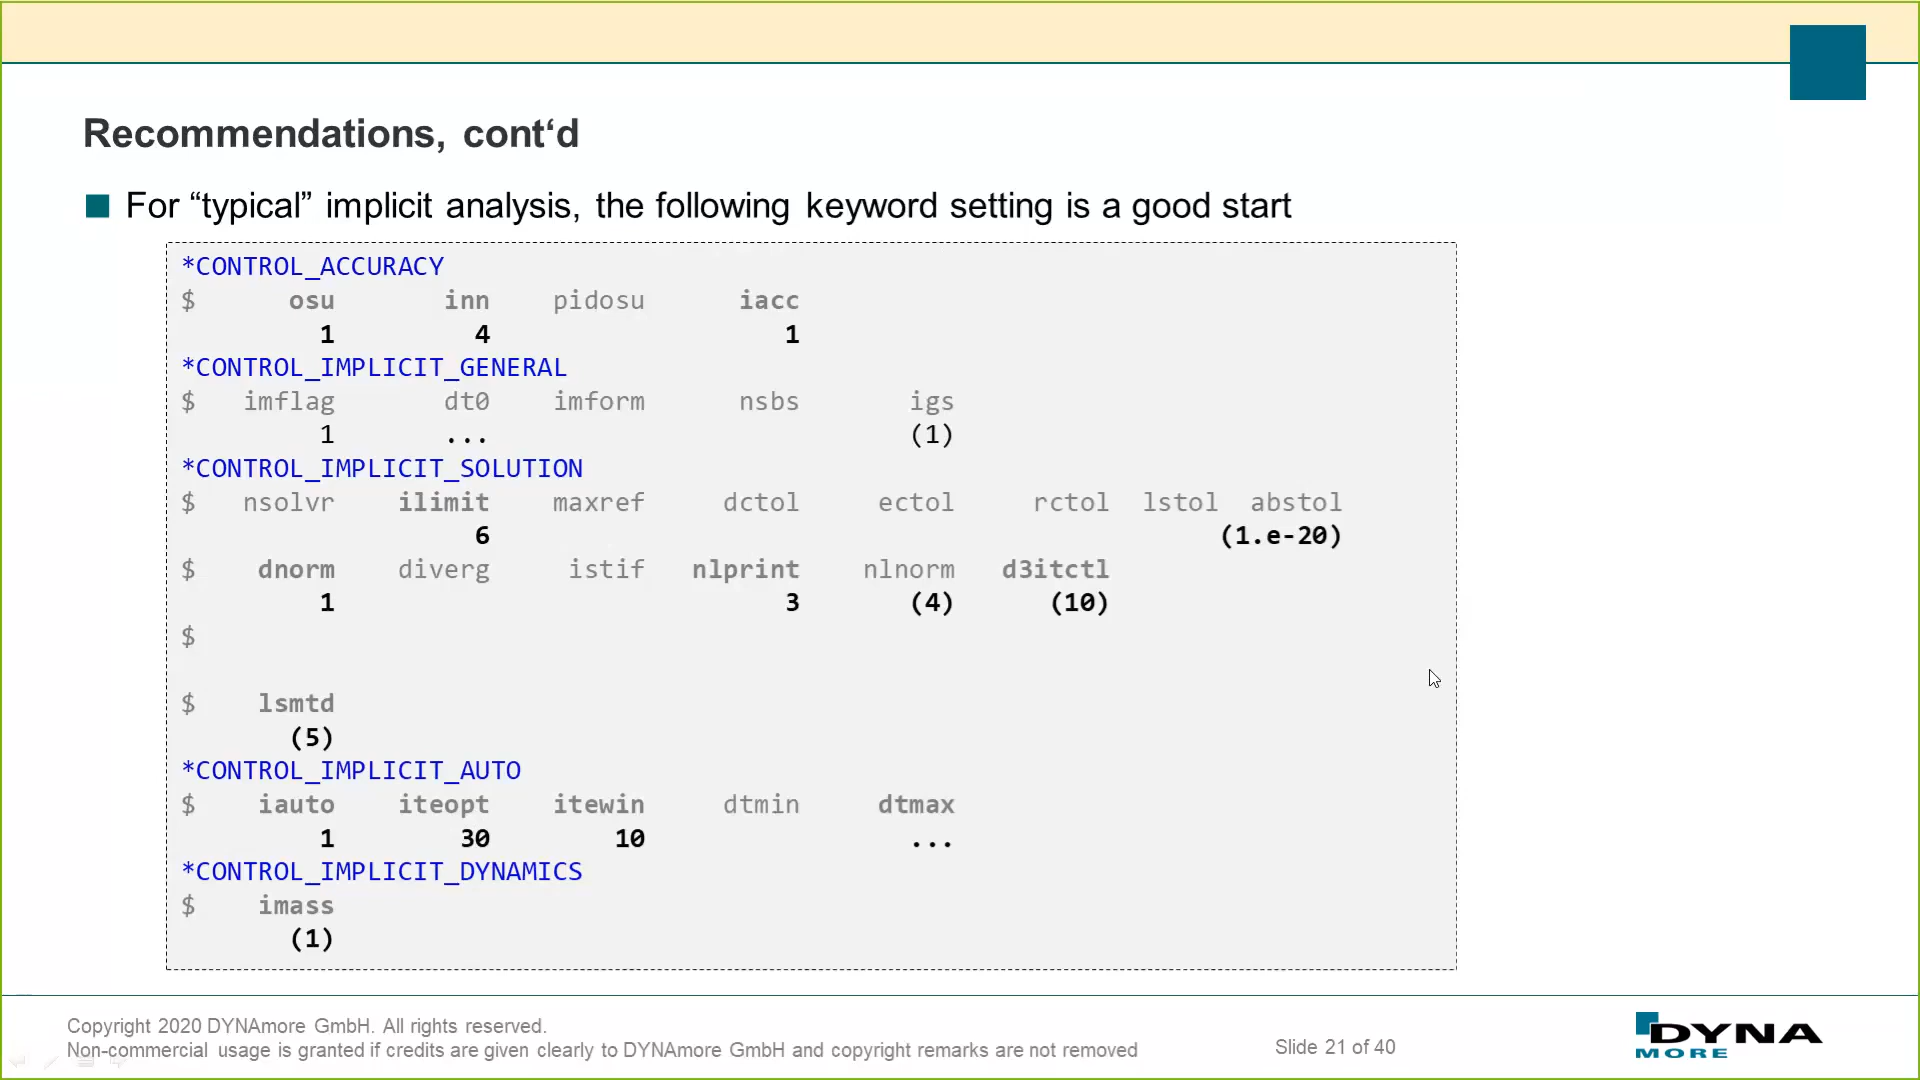 Recommendations, cont‘d
For “typical” implicit analysis, the following keyword setting is a good start
*CONTROL_ACCURACY
$ osu inn pidosu iacc
1 4 1
*CONTROL_IMPLICIT_GENERAL
$ imflag dt0 imform nsbs igs
1 ... (1)
*CONTROL_IMPLICIT_SOLUTION
$ nsolvr ilimit maxref dctol ectol rctol lstol abstol
6 (1.e-20)
$ dnorm diverg istif nlprint nlnorm d3itctl
1 3 (4) (10)
$
$ lsmtd
(5)
*CONTROL_IMPLICIT_AUTO
$ iauto iteopt itewin dtmin dtmax
1 30 10 ...
*CONTROL_IMPLICIT_DYNAMICS
$ imass
(1)
Copyright 2020 DYNAmore GmbH. All rights reserved.
Non-commercial usage is granted if credits are given clearly to DYNAmore GmbH and copyright remarks are not removed
Slide 21 of 40
DYNA
MORE